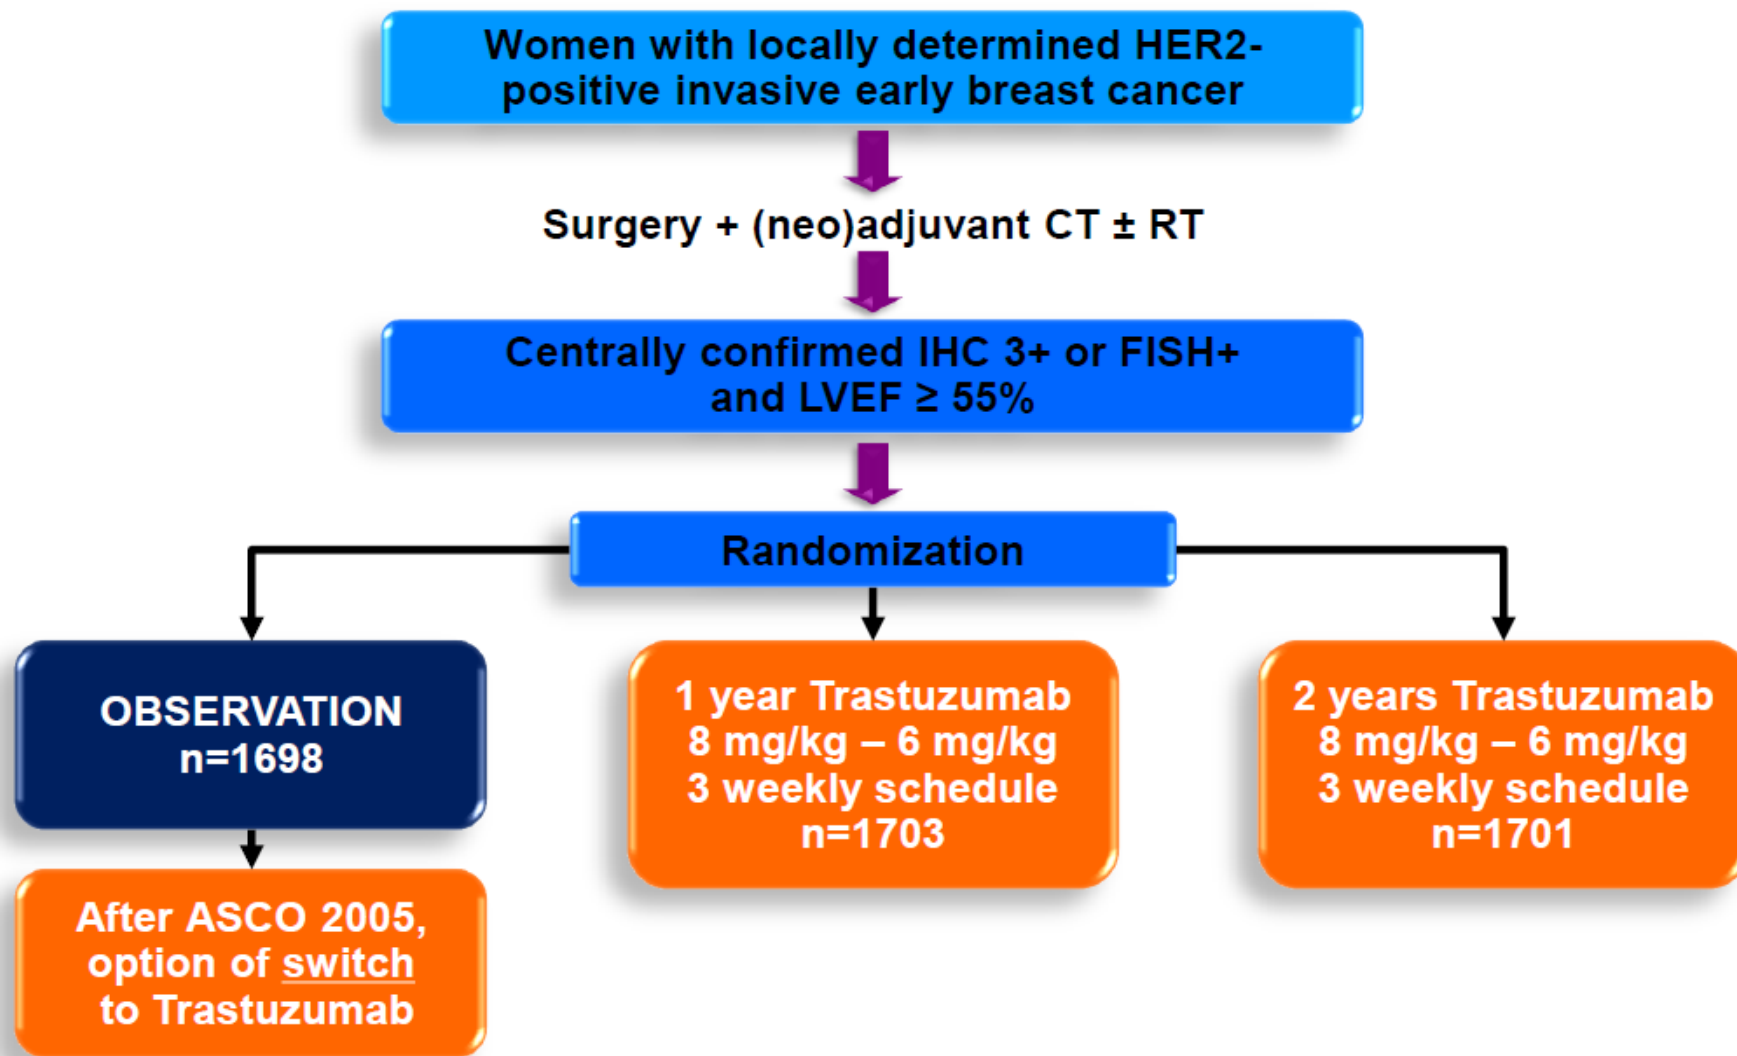 Women with locally determined HER2-
positive invasive early breast cancer
Surgery + (neo)adjuvant CT ± RT
Centrally confirmed IHC 3+ or FISH+
and LVEF ≥ 55%
Randomization
OBSERVATION
n=1698
1 year Trastuzumab
8 mg/kg – 6 mg/kg
3 weekly schedule
n=1703
2 years Trastuzumab
8 mg/kg – 6 mg/kg
3 weekly schedule
n=1701
After ASCO 2005,
option of switch
to Trastuzumab